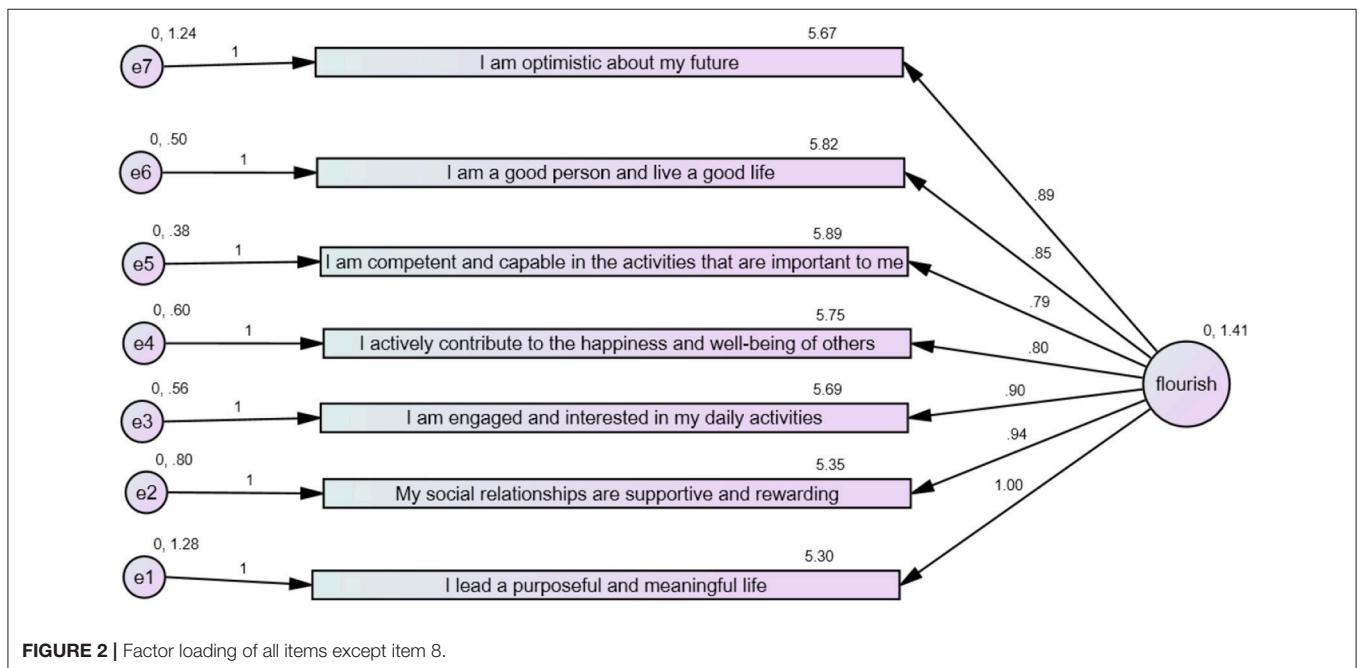 0, 1.24
5.67
e7
1
I am optimistic about my future
0, .50
5.82
e6
1
I am a good person and live a good life
.89
0, .38
5.89
e5
1
I am competent and capable in the activities that are important to me
.85
0, .60
5.75
e4
1
I actively contribute to the happiness and well-being of others
.79
.80
0, 1.41
flourish
0, .56
5.69
e3
1
I am engaged and interested in my daily activities
.90
0, .80
5.35
e2
1
My social relationships are supportive and rewarding
.94
0, 1.28
5.30
e1
1
I lead a purposeful and meaningful life
1.00
FIGURE 2 | Factor loading of all items except item 8.